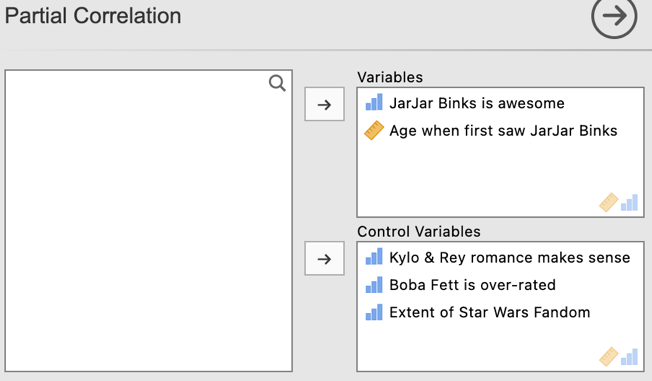 Partial Correlation
Variables
JarJar Binks is awesome
Age when first saw JarJar Binks
Control Variables
Kylo & Rey romance makes sense
Boba Fett is over-rated
Extent of Star Wars Fandom